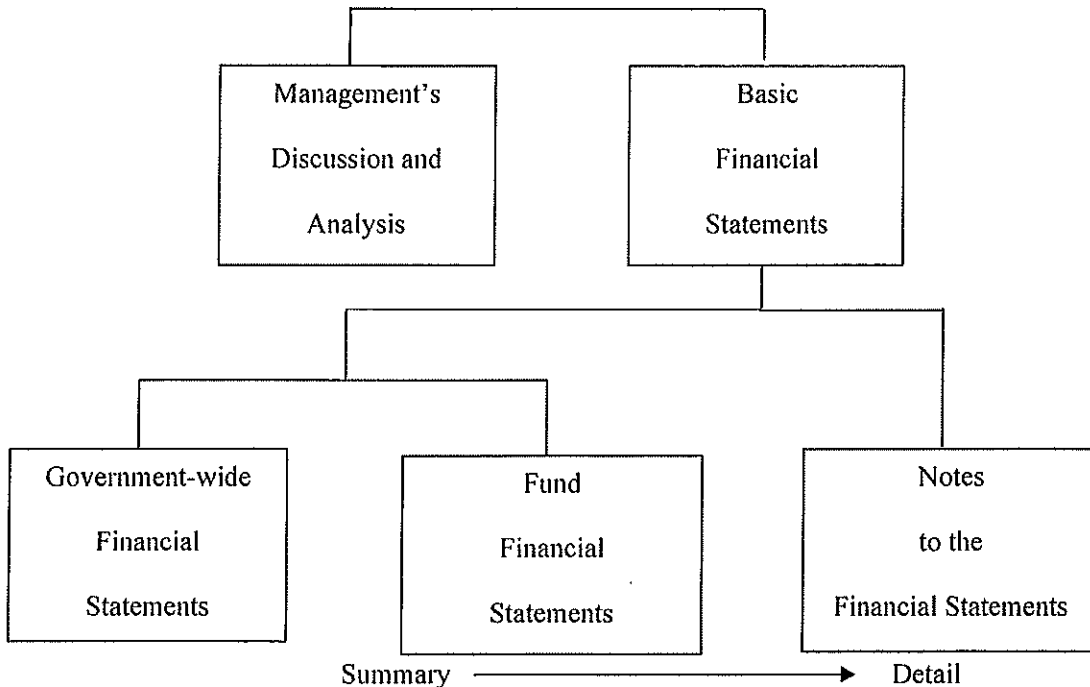 Management's
Discussion and
Analysis
Basic
Financial
Statements
Government-wide
Financial
Statements
Fund
Financial
Statements
Notes
to the
Financial Statements
Summary
Detail